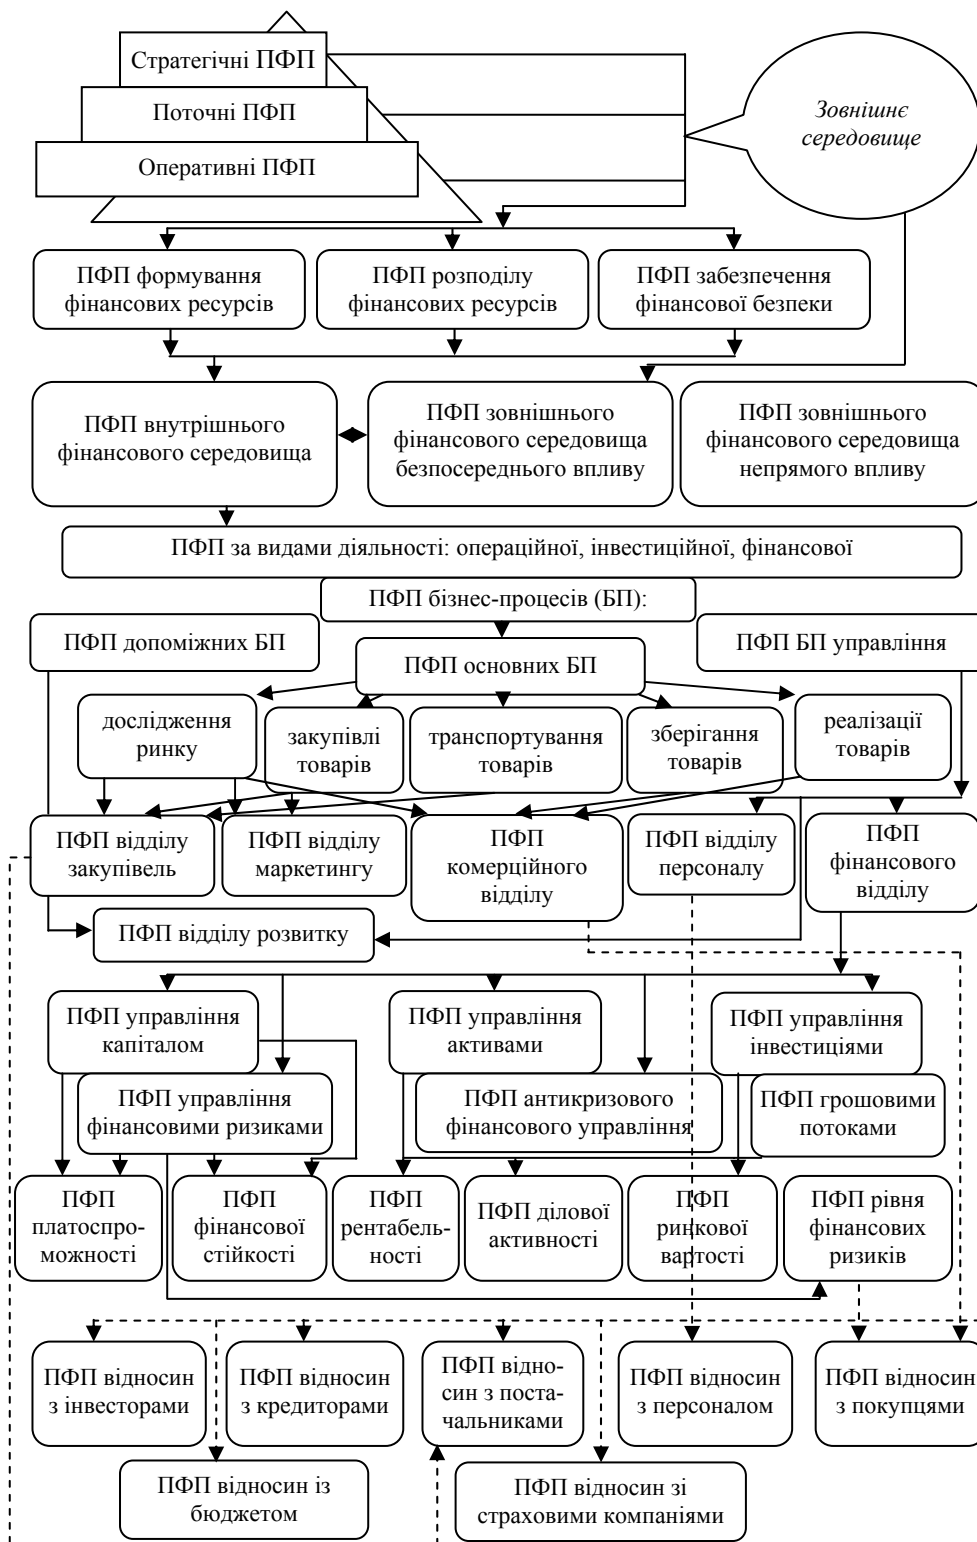 Стратегічні ПФП
Поточні ПФП
Оперативні ПФП
Зовнішнє
середовище
ПФП формування
фінансових ресурсів
ПФП розподілу
фінансових ресурсів
ПФП забезпечення
фінансової безпеки
ПФП внутрішнього
фінансового середовища
ПФП зовнішнього
фінансового середовища
безпосереднього впливу
ПФП зовнішнього
фінансового середовища
непрямого впливу
ПФП за видами діяльності: операційної, інвестиційної, фінансової
ПФП бізнес-процесів (БП):
ПФП допоміжних БП
ПФП основних БП
ПФП БП управління
дослідження
ринку
закупівлі
товарів
транспортування
товарів
зберігання
товарів
реалізації
товарів
ПФП відділу
закупівель
ПФП відділу
маркетингу
ПФП
комерційного
відділу
ПФП відділу
персоналу
ПФП
фінансового
відділу
ПФП відділу розвитку
ПФП управління
капіталом
ПФП управління
активами
ПФП управління
інвестиціями
ПФП управління
фінансовими ризиками
ПФП антикризового
фінансового управління
ПФП грошовими
потоками
ПФП
платоспро-
можності
ПФП
фінансової
стійкості
ПФП
рентабель-
ності
ПФП ділової
активності
ПФП
ринкової
вартості
ПФП рівня
фінансових
ризиків
ПФП відносин
з інвесторами
ПФП відносин
з кредиторами
ПФП відно-
син з поста-
чальниками
ПФП відносин
з персоналом
ПФП відносин
з покупцями
ПФП відносин із
бюджетом
ПФП відносин зі
страховими компаніями